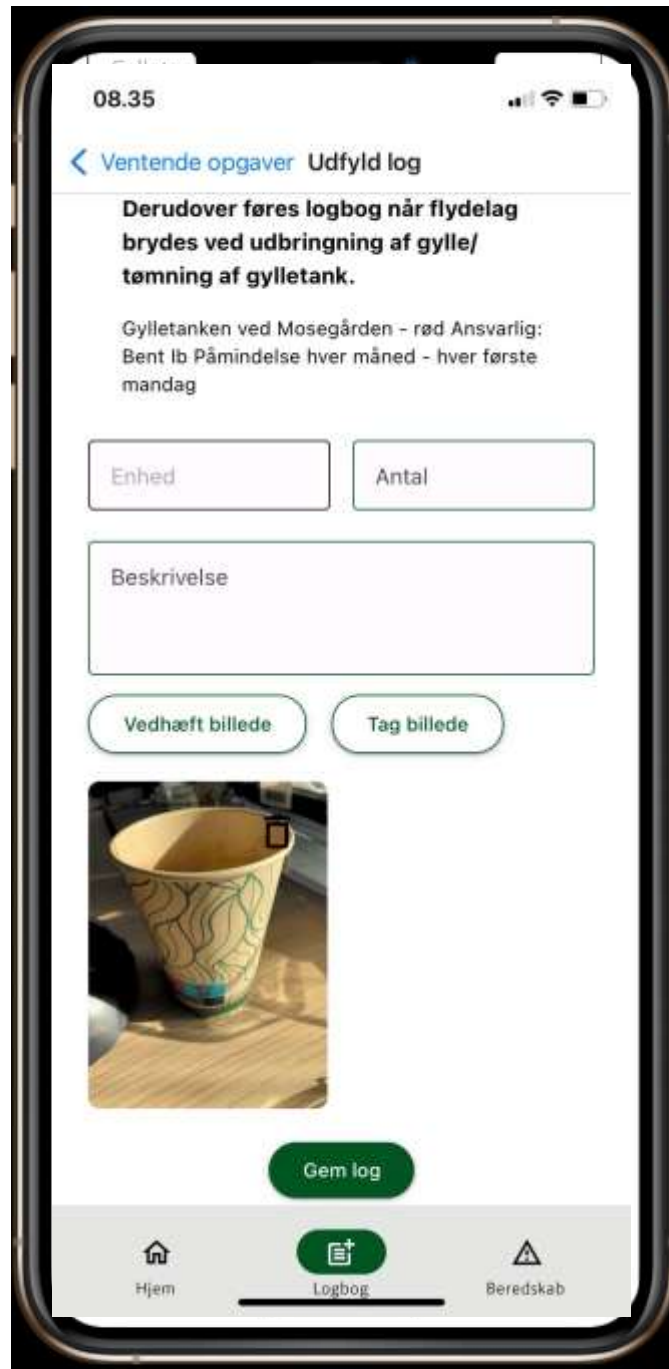 08.35
Ventende opgaver Udfyld log
Derudover føres logbog når flydelag
brydes ved udbringning af gylle/
tømning af gylletank.
Gylletanken ved Mosegården - rød Ansvarlig:
Bent Ib Påmindelse hver måned - hver første
mandag
Enhed
Antal
Beskrivelse
Vedhæft billede
Tag billede
Gem log
Hjem
Logbog
Beredskab